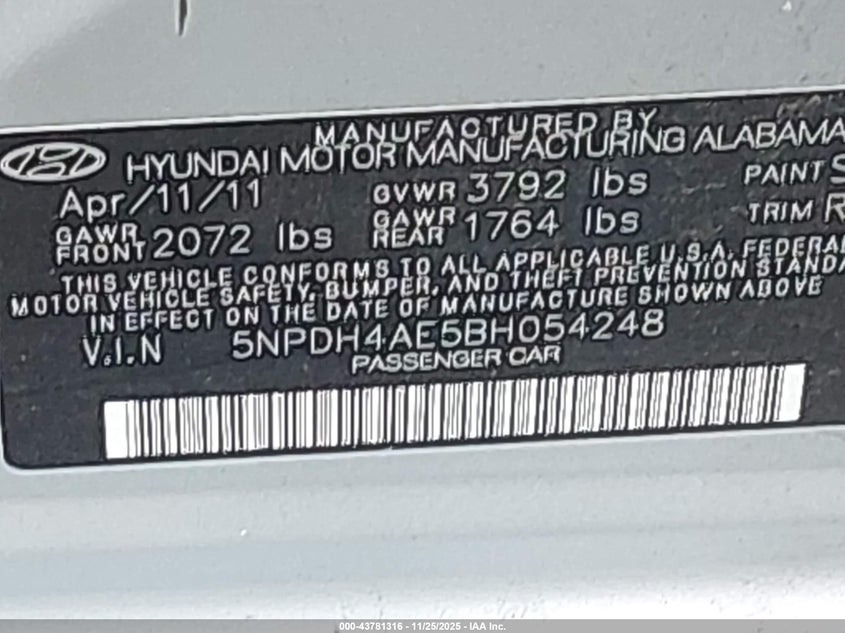 MANUFACTURED BY
HYUNDAI MOTOR MANUFACTURING ALABAMA
Apr/11/11 GVWR 3792 lbs PAINT S
GAWR FRONT 2072 lbs GAWR REAR 1764 lbs TRIM R
THIS VEHICLE CONFORMS TO ALL APPLICABLE U.S.A. FEDERAL
MOTOR VEHICLE SAFETY, BUMPER, AND THEFT PREVENTION STANDA
IN EFFECT ON THE DATE OF MANUFACTURE SHOWN ABOVE
V.I.N 5NPDH4AE5BH054248
PASSENGER CAR
000-43781316 - 11/25/2025 - IAA Inc.